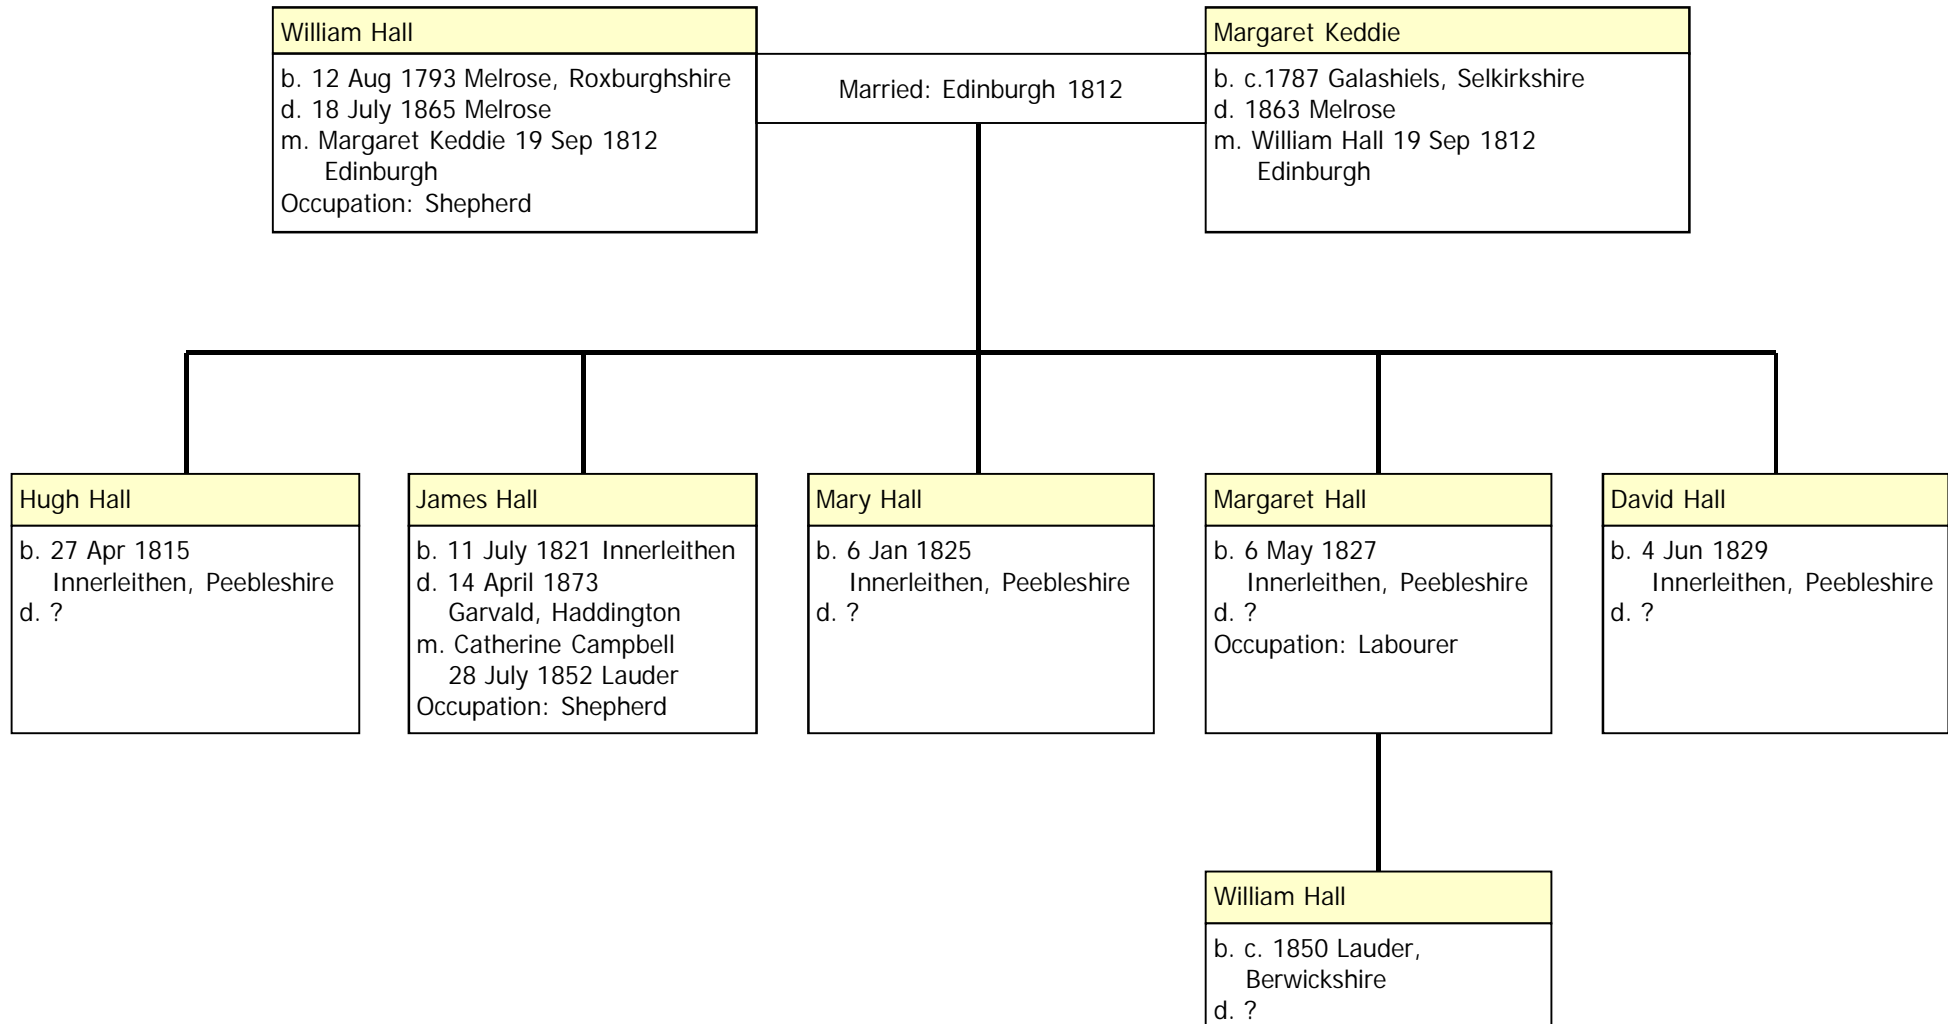 William Hall
b. 12 Aug 1793 Melrose, Roxburghshire
d. 18 July 1865 Melrose
m. Margaret Keddie 19 Sep 1812
Edinburgh
Occupation: Shepherd
Married: Edinburgh 1812
Margaret Keddie
b. c.1787 Galashiels, Selkirkshire
d. 1863 Melrose
m. William Hall 19 Sep 1812
Edinburgh
Hugh Hall
b. 27 Apr 1815
Innerleithen, Peebleshire
d. ?
James Hall
b. 11 July 1821 Innerleithen
d. 14 April 1873
Garvald, Haddington
m. Catherine Campbell
28 July 1852 Lauder
Occupation: Shepherd
Mary Hall
b. 6 Jan 1825
Innerleithen, Peebleshire
d. ?
Margaret Hall
b. 6 May 1827
Innerleithen, Peebleshire
d. ?
Occupation: Labourer
David Hall
b. 4 Jun 1829
Innerleithen, Peebleshire
d. ?
William Hall
b. c. 1850 Lauder,
Berwickshire
d. ?